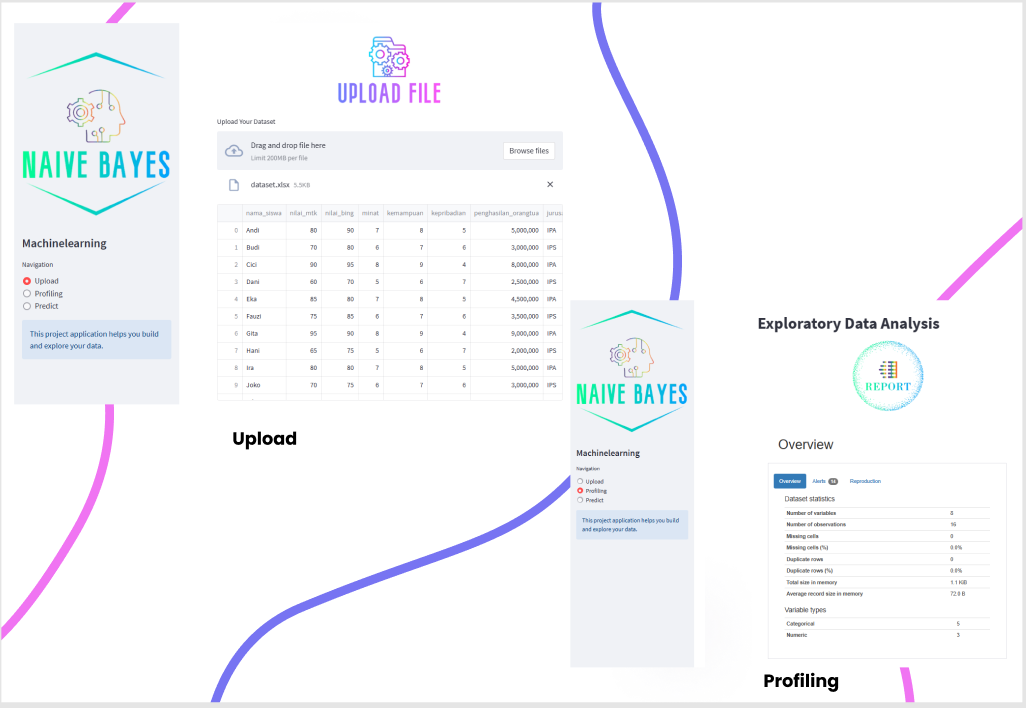 NAIVE BAYES
Machinelearning
Navigation
Upload
Profiling
Predict
This project application helps you build
and explore your data.
UPLOAD FILE
Upload Your Dataset
Drag and drop file here
Limit 200MB per file
Browse files
dataset.xlsx 5.5KB
nama_siswa nilai_mtk nilai_bing minat kemampuan kepribadian penghasilan_orangtua jurus
0 Andi 80 90 7 8 5 5,000,000 IPA
1 Budi 70 80 6 7 6 3,000,000 IPS
2 Cici 90 95 8 9 4 8,000,000 IPA
3 Dani 60 70 5 6 7 2,500,000 IPS
4 Eka 85 80 7 8 5 4,500,000 IPA
5 Fauzi 75 85 6 7 6 3,500,000 IPS
6 Gita 95 90 8 9 4 9,000,000 IPA
7 Hani 65 75 5 6 7 2,000,000 IPS
8 Ira 80 80 7 8 5 5,000,000 IPA
9 Joko 70 75 6 7 6 3,000,000 IPS
Upload
NAIVE BAYES
Machinelearning
Navigation
Upload
Profiling
Predict
This project application helps you build
and explore your data.
Exploratory Data Analysis
REPORT
Overview
Overview Alerts 14 Reproduction
Dataset statistics
Number of variables 8
Number of observations 16
Missing cells 0
Missing cells (%) 0.0%
Duplicate rows 0
Duplicate rows (%) 0.0%
Total size in memory 1.1 KiB
Average record size in memory 72.0 B
Variable types
Categorical 5
Numeric 3
Profiling